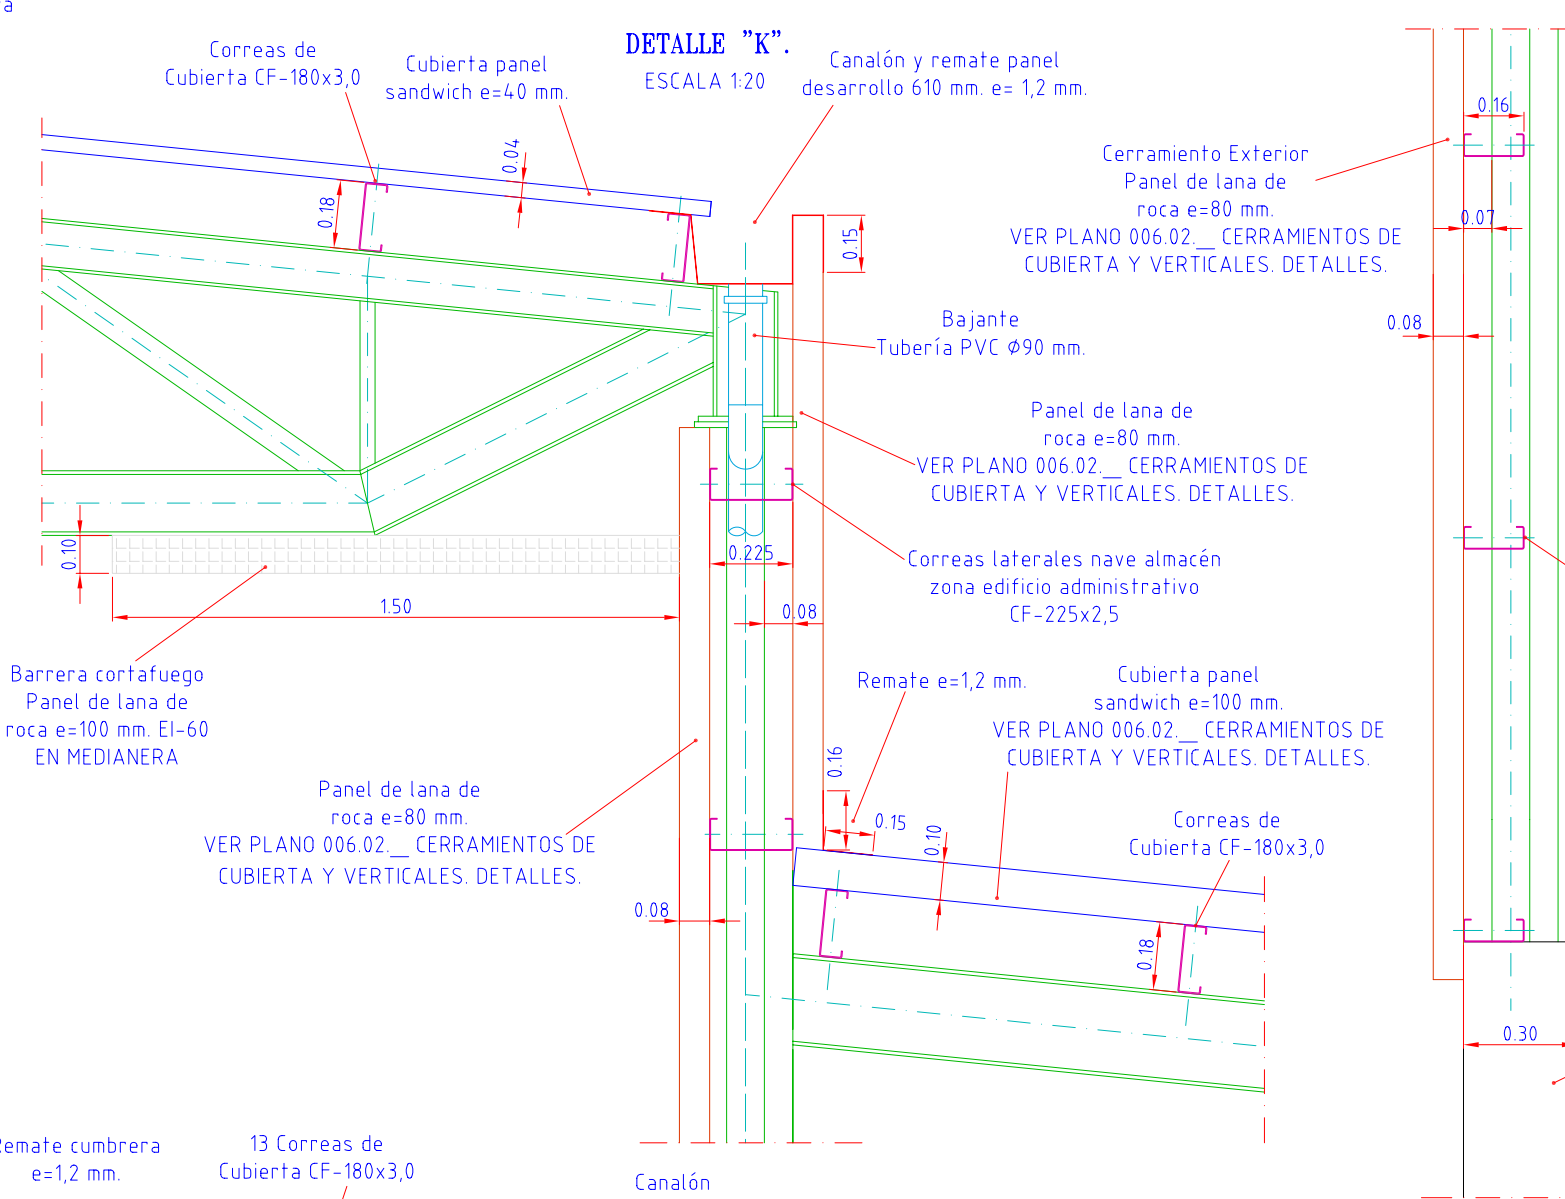 DETALLE "K".
ESCALA 1:20
Correas de
Cubierta CF-180x3,0
Cubierta panel
sandwich e=40 mm.
Canalón y remate panel
desarrollo 610 mm. e= 1,2 mm.
0.04
0.18
0.15
Cerramiento Exterior
Panel de lana de
roca e=80 mm.
VER PLANO 006.02.__ CERRAMIENTOS DE
CUBIERTA Y VERTICALES. DETALLES.
0.16
0.07
0.08
Bajante
Tubería PVC Ø90 mm.
Panel de lana de
roca e=80 mm.
VER PLANO 006.02.__ CERRAMIENTOS DE
CUBIERTA Y VERTICALES. DETALLES.
0.10
0.225
1.50
0.08
Correas laterales nave almacén
zona edificio administrativo
CF-225x2,5
Barrera cortafuego
Panel de lana de
roca e=100 mm. EI-60
EN MEDIANERA
Remate e=1,2 mm.
Cubierta panel
sandwich e=100 mm.
VER PLANO 006.02.__ CERRAMIENTOS DE
CUBIERTA Y VERTICALES. DETALLES.
Panel de lana de
roca e=80 mm.
VER PLANO 006.02.__ CERRAMIENTOS DE
CUBIERTA Y VERTICALES. DETALLES.
0.16
0.15
0.10
Correas de
Cubierta CF-180x3,0
0.08
0.18
0.30
Remate cumbrera
e=1,2 mm.
13 Correas de
Cubierta CF-180x3,0
Canalón